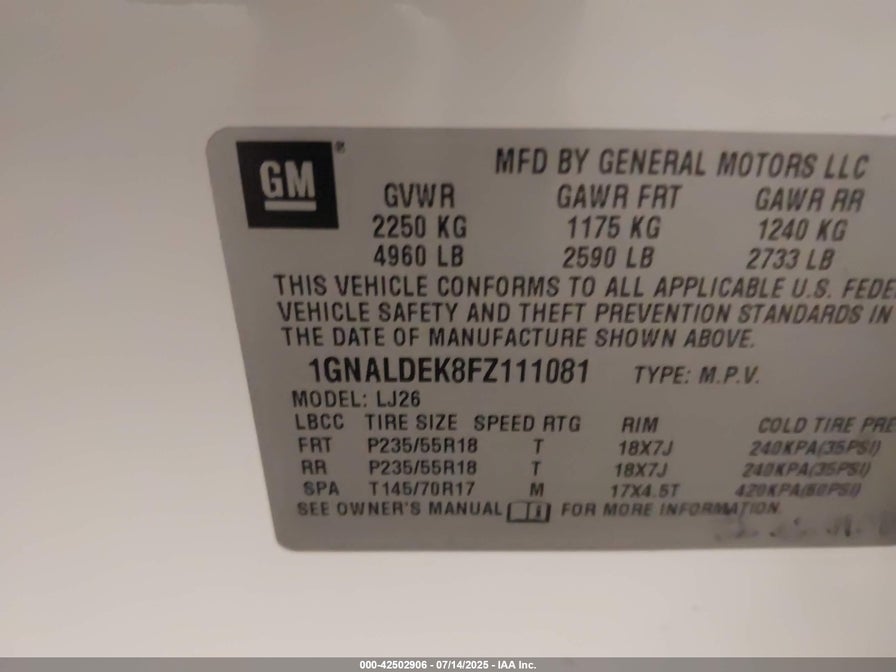 GM®
MFD BY GENERAL MOTORS LLC
GVWR GAWR FRT GAWR RR
2250 KG 1175 KG 1240 KG
4960 LB 2590 LB 2733 LB
THIS VEHICLE CONFORMS TO ALL APPLICABLE U.S. FEDE
VEHICLE SAFETY AND THEFT PREVENTION STANDARDS IN
THE DATE OF MANUFACTURE SHOWN ABOVE.
1GNALDEK8FZ111081 TYPE: M.P.V.
MODEL: LJ26
LBCC TIRE SIZE SPEED RTG RIM COLD TIRE PRE
FRT P235/55R18 T 18X7J 240KPA(35PSI)
RR P235/55R18 T 18X7J 240KPA(35PSI)
SPA T145/70R17 M 17X4.5T 420KPA(60PSI)
SEE OWNER'S MANUAL FOR MORE INFORMATION.
000-42502906 - 07/14/2025 - IAA Inc.